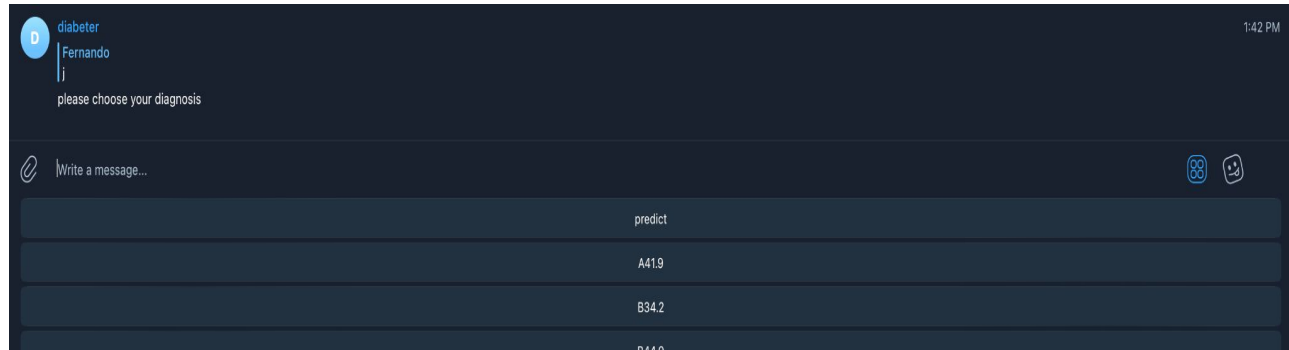 D
diabeter
1:42 PM
Fernando
j
please choose your diagnosis
Write a message...
predict
A41.9
B34.2